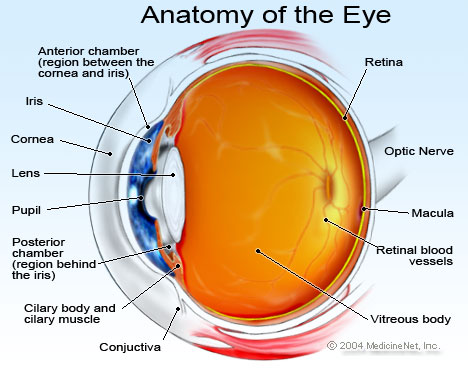 Anatomy of the Eye
Anterior chamber
(region between the
cornea and iris)
Iris
Cornea
Lens
Pupil
Posterior
chamber
(region behind
the iris)
Cilary body and
cilary muscle
Conjuctiva
Retina
Optic Nerve
Macula
Retinal blood
vessels
Vitreous body
© 2004 MedicineNet, Inc.